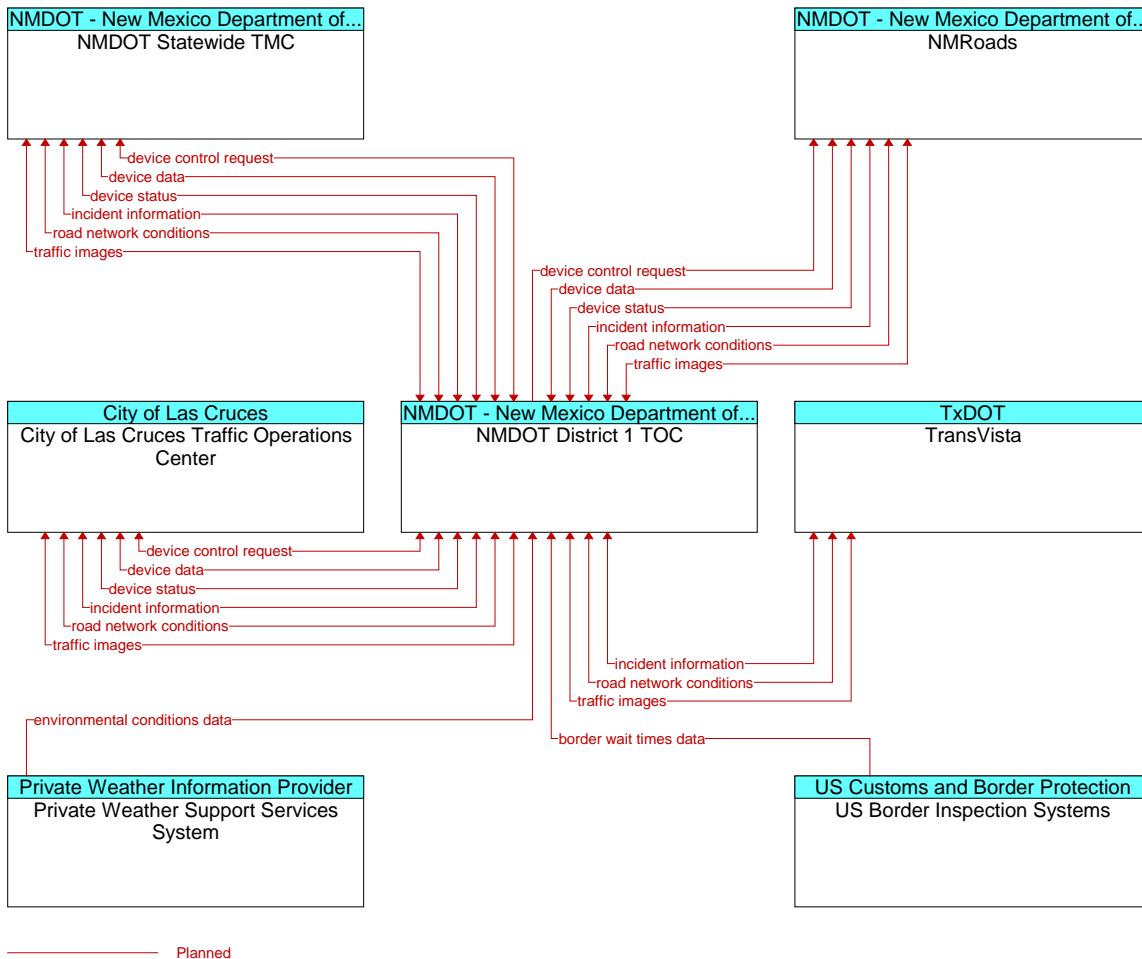 NMDOT - New Mexico Department of...
NMDOT Statewide TMC
NMDOT - New Mexico Department of...
NMRoads
device control request
device data
device status
incident information
road network conditions
traffic images
device control request
device data
device status
incident information
road network conditions
traffic images
City of Las Cruces
City of Las Cruces Traffic Operations
Center
NMDOT - New Mexico Department of...
NMDOT District 1 TOC
TxDOT
TransVista
device control request
device data
device status
incident information
road network conditions
traffic images
incident information
road network conditions
traffic images
environmental conditions data
border wait times data
Private Weather Information Provider
Private Weather Support Services
System
US Customs and Border Protection
US Border Inspection Systems
Planned